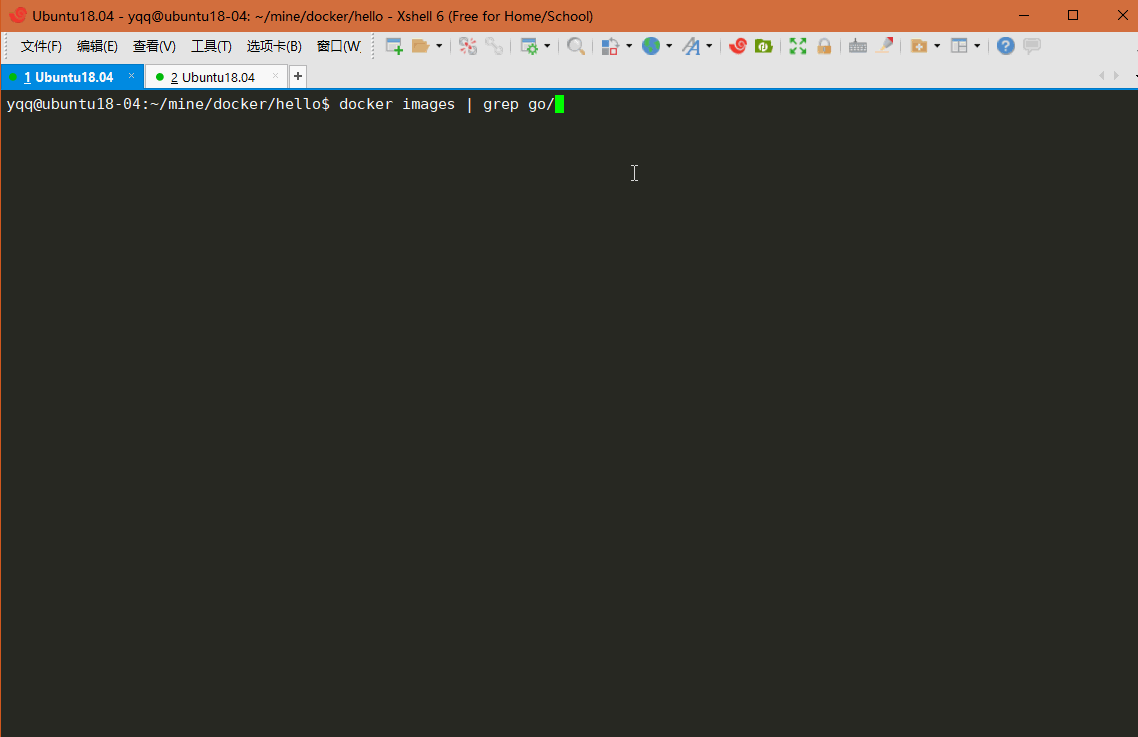 Ubuntu18.04 - yqq@ubuntu18-04: ~/mine/docker/hello - Xshell 6 (Free for Home/School)
文件(F) 编辑(E) 查看(V) 工具(T) 选项卡(B) 窗口(W)
1 Ubuntu18.04 × 2 Ubuntu18.04 × +
yqq@ubuntu18-04:~/mine/docker/hello$ docker images | grep go/